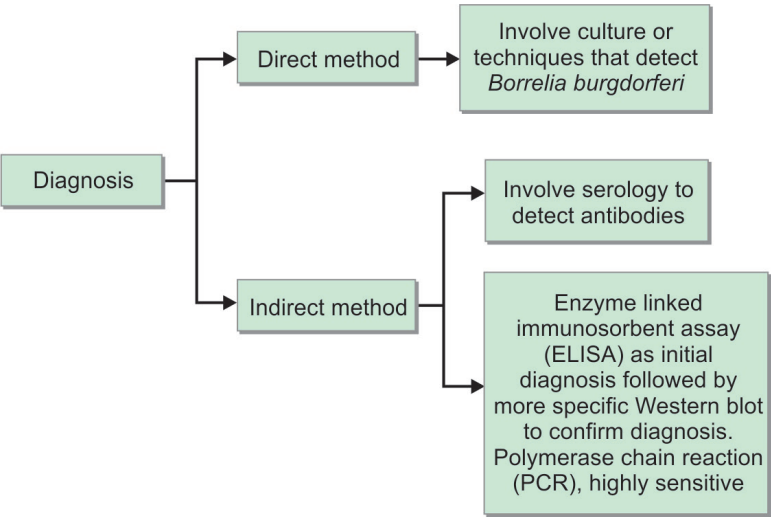 Diagnosis
Direct method
Involve culture or
techniques that detect
Borrelia burgdorferi
Indirect method
Involve serology to
detect antibodies
Enzyme linked
immunosorbent assay
(ELISA) as initial
diagnosis followed by
more specific Western blot
to confirm diagnosis.
Polymerase chain reaction
(PCR), highly sensitive